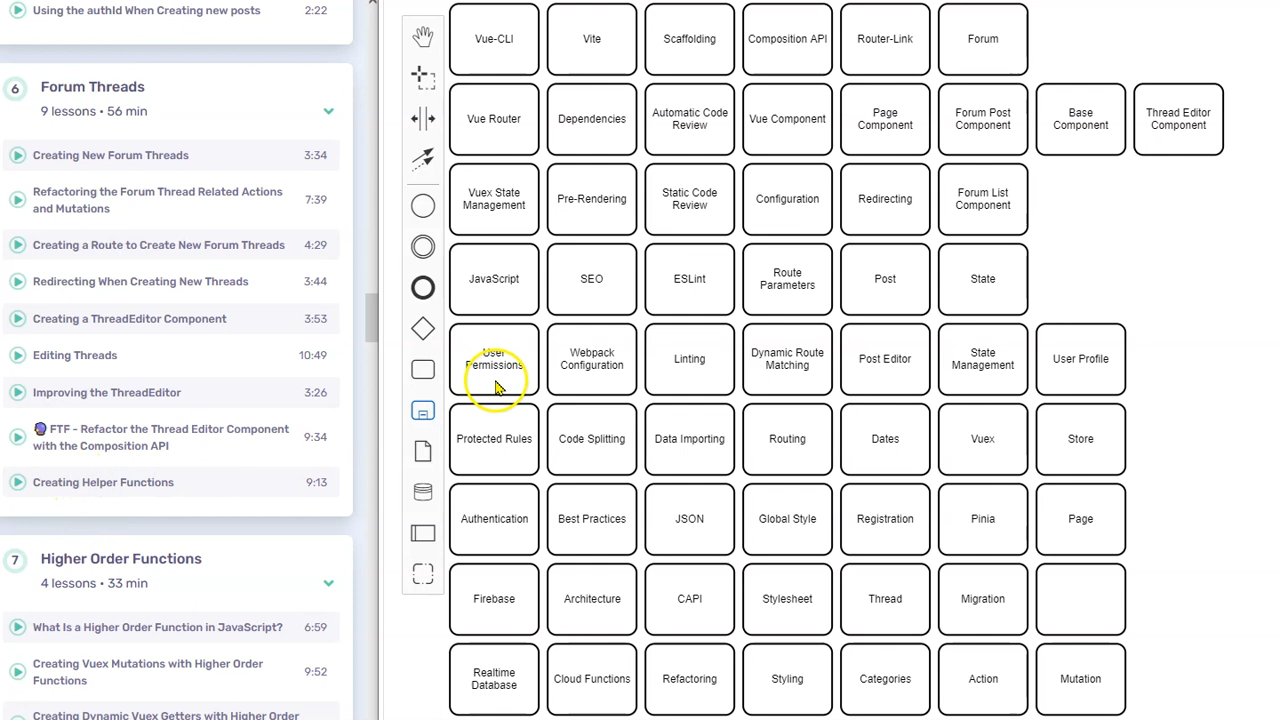 Using the authId When Creating new posts
2:22
6
Forum Threads
9 lessons • 56 min
Creating New Forum Threads
3:34
Refactoring the Forum Thread Related Actions
and Mutations
7:39
Creating a Route to Create New Forum Threads
4:29
Redirecting When Creating New Threads
3:44
Creating a ThreadEditor Component
3:53
Editing Threads
10:49
Improving the ThreadEditor
3:26
FTF - Refactor the Thread Editor Component
with the Composition API
9:34
Creating Helper Functions
9:13
7
Higher Order Functions
4 lessons • 33 min
What Is a Higher Order Function in JavaScript?
6:59
Creating Vuex Mutations with Higher Order
Functions
9:52
Creating Dynamic Vuex Getters with Higher Order
Vue-CLI
Vite
Scaffolding
Composition API
Router-Link
Forum
Vue Router
Dependencies
Automatic Code
Review
Vue Component
Page
Component
Forum Post
Component
Base
Component
Thread Editor
Component
Vuex State
Management
Pre-Rendering
Static Code
Review
Configuration
Redirecting
Forum List
Component
JavaScript
SEO
ESLint
Route
Parameters
Post
State
User
Permissions
Webpack
Configuration
Linting
Dynamic Route
Matching
Post Editor
State
Management
User Profile
Protected Rules
Code Splitting
Data Importing
Routing
Dates
Vuex
Store
Authentication
Best Practices
JSON
Global Style
Registration
Pinia
Page
Firebase
Architecture
CAPI
Stylesheet
Thread
Migration
Realtime
Database
Cloud Functions
Refactoring
Styling
Categories
Action
Mutation